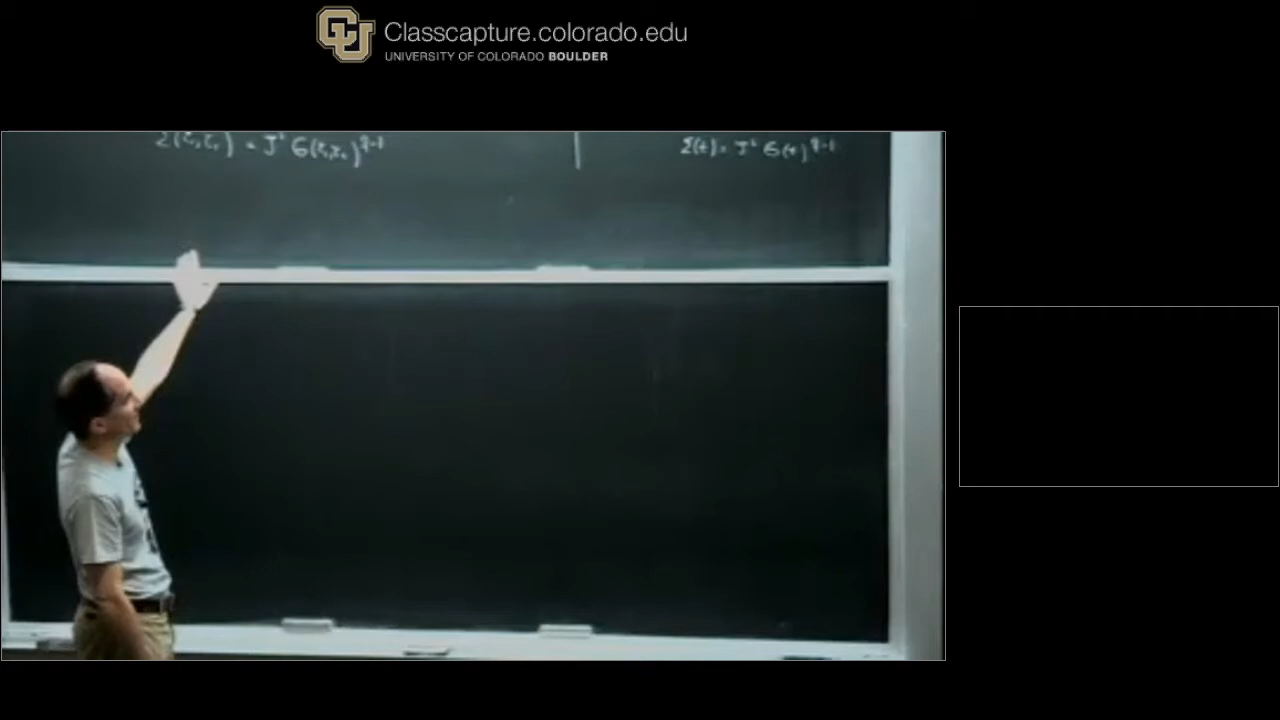 Classcapture.colorado.edu
UNIVERSITY OF COLORADO BOULDER
Σ(τ₁,τ₂) = J² G(τ₁,τ₂)^{q-1}
Σ(t) = J² G(t)^{q-1}